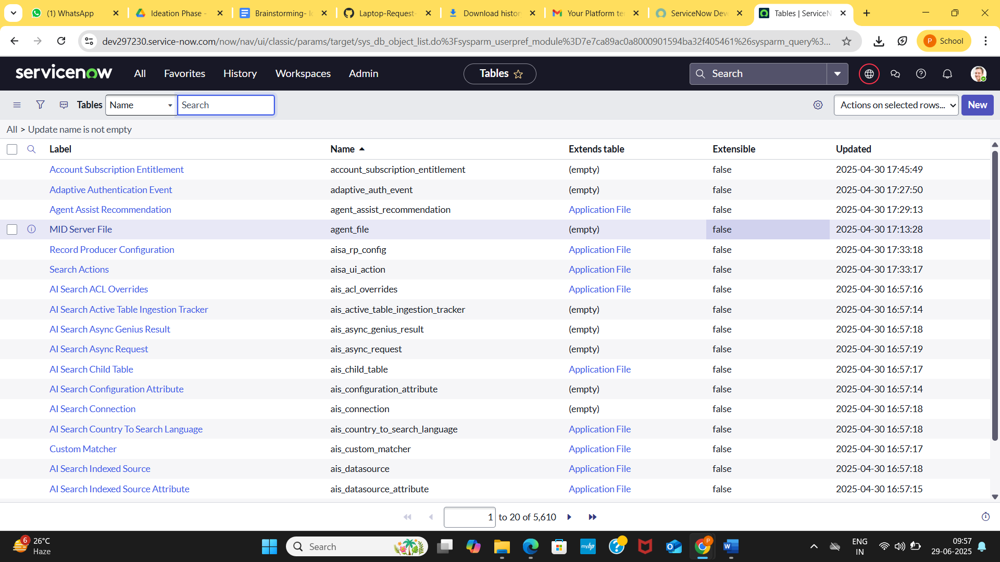 (1) WhatsApp
Ideation Phase -
Brainstorming- Id
Laptop-Request-
Download histor
Your Platform te
ServiceNow Dev
Tables | ServiceN
dev297230.service-now.com/now/nav/ui/classic/params/target/sys_db_object_list.do%3Fsysparm_userpref_module%3D7e7ca89ac0a8000901594ba32f405461%26sysparm_query%3...
P School
servicenow All Favorites History Workspaces Admin Tables Search
Tables Name Search Actions on selected rows... New
All > Update name is not empty
Label Name Extends table Extensible Updated
Account Subscription Entitlement account_subscription_entitlement (empty) false 2025-04-30 17:45:49
Adaptive Authentication Event adaptive_auth_event (empty) false 2025-04-30 17:27:50
Agent Assist Recommendation agent_assist_recommendation Application File false 2025-04-30 17:29:13
MID Server File agent_file (empty) false 2025-04-30 17:13:28
Record Producer Configuration aisa_rp_config Application File false 2025-04-30 17:33:18
Search Actions aisa_ui_action Application File false 2025-04-30 17:33:17
AI Search ACL Overrides ais_acl_overrides Application File false 2025-04-30 16:57:16
AI Search Active Table Ingestion Tracker ais_active_table_ingestion_tracker (empty) false 2025-04-30 16:57:14
AI Search Async Genius Result ais_async_genius_result (empty) false 2025-04-30 16:57:18
AI Search Async Request ais_async_request (empty) false 2025-04-30 16:57:19
AI Search Child Table ais_child_table Application File false 2025-04-30 16:57:17
AI Search Configuration Attribute ais_configuration_attribute (empty) false 2025-04-30 16:57:14
AI Search Connection ais_connection (empty) false 2025-04-30 16:57:18
AI Search Country To Search Language ais_country_to_search_language Application File false 2025-04-30 16:57:18
Custom Matcher ais_custom_matcher Application File false 2025-04-30 16:57:17
AI Search Indexed Source ais_datasource Application File false 2025-04-30 16:57:18
AI Search Indexed Source Attribute ais_datasource_attribute Application File false 2025-04-30 16:57:15
1 to 20 of 5,610
6 26°C
Haze
Search
myhp
P
ENG
IN
09:57
29-06-2025